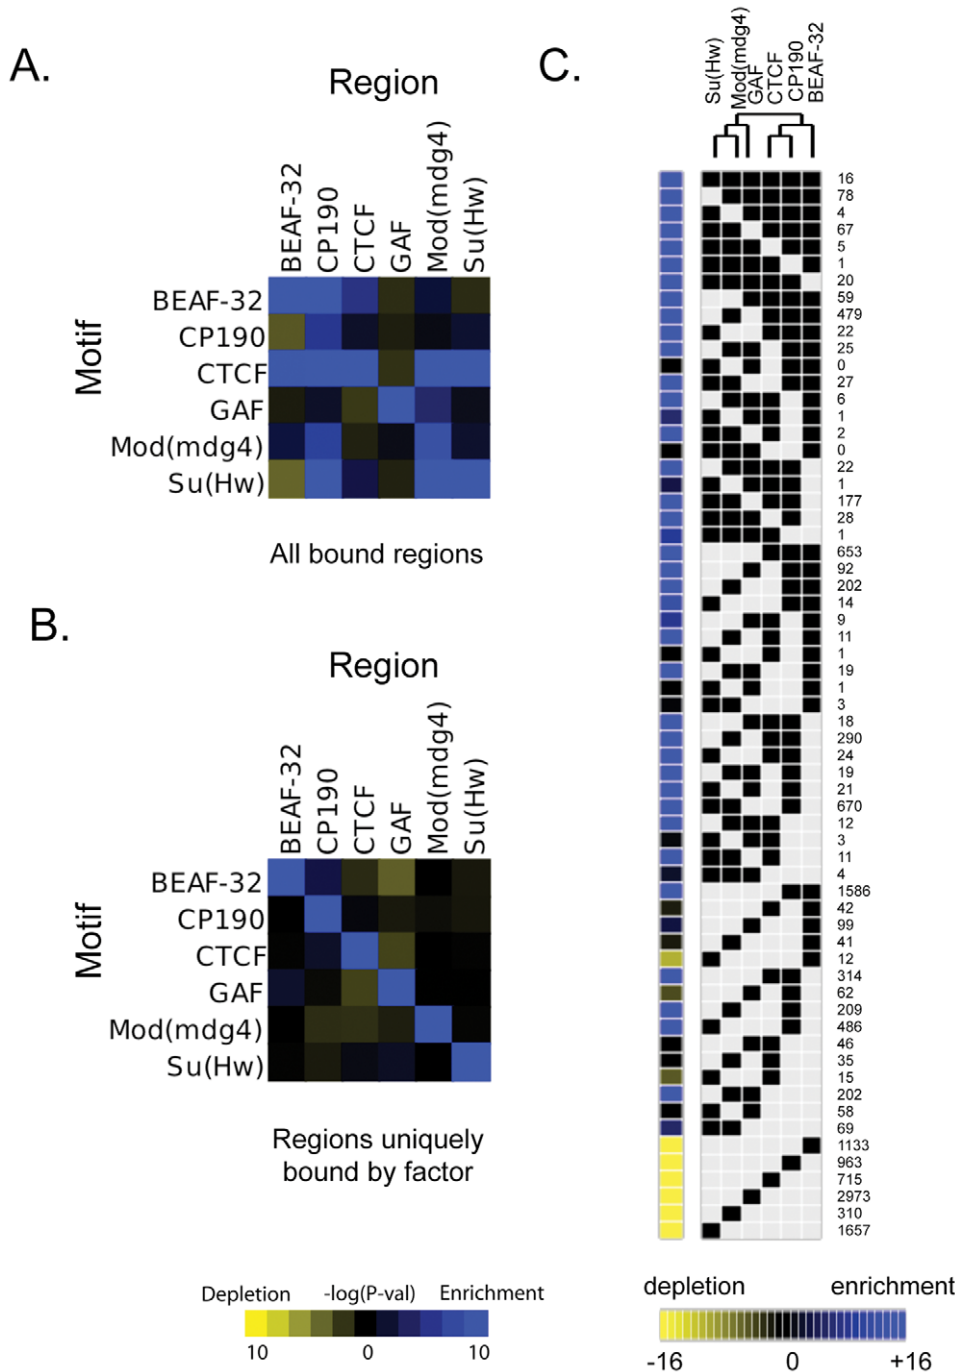 A.
Region
BEAF-32
CP190
CTCF
GAF
Mod(mdg4)
Su(Hw)
Motif
BEAF-32
CP190
CTCF
GAF
Mod(mdg4)
Su(Hw)
All bound regions
B.
Region
BEAF-32
CP190
CTCF
GAF
Mod(mdg4)
Su(Hw)
Motif
BEAF-32
CP190
CTCF
GAF
Mod(mdg4)
Su(Hw)
Regions uniquely
bound by factor
Depletion -log(P-val) Enrichment
10 0 10
C.
Su(Hw)
Mod(mdg4)
GAF
CTCF
CP190
BEAF-32
16
78
4
67
5
1
20
59
479
22
25
0
27
6
1
2
0
22
1
177
28
1
653
92
202
14
9
11
1
19
1
3
18
290
24
19
21
670
12
3
11
4
1586
42
99
41
12
314
62
209
486
46
35
15
202
58
69
1133
963
715
2973
310
1657
depletion enrichment
-16 0 +16